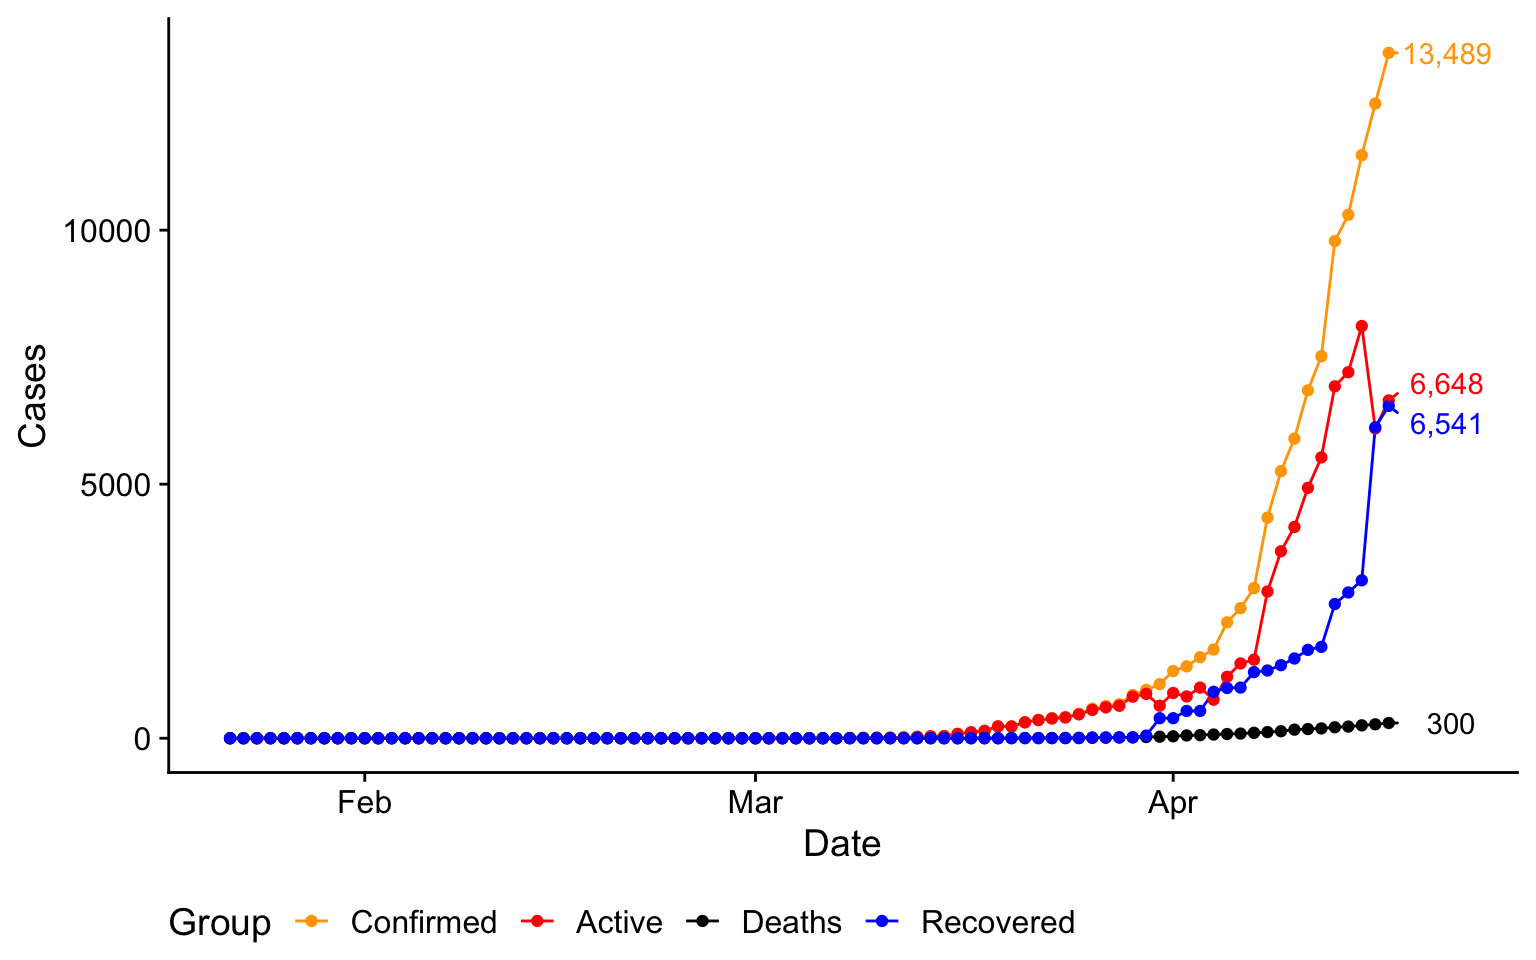 13,489
10000
6,648
6,541
5000
300
0
Cases
Feb Mar Apr
Date
Group Confirmed Active Deaths Recovered